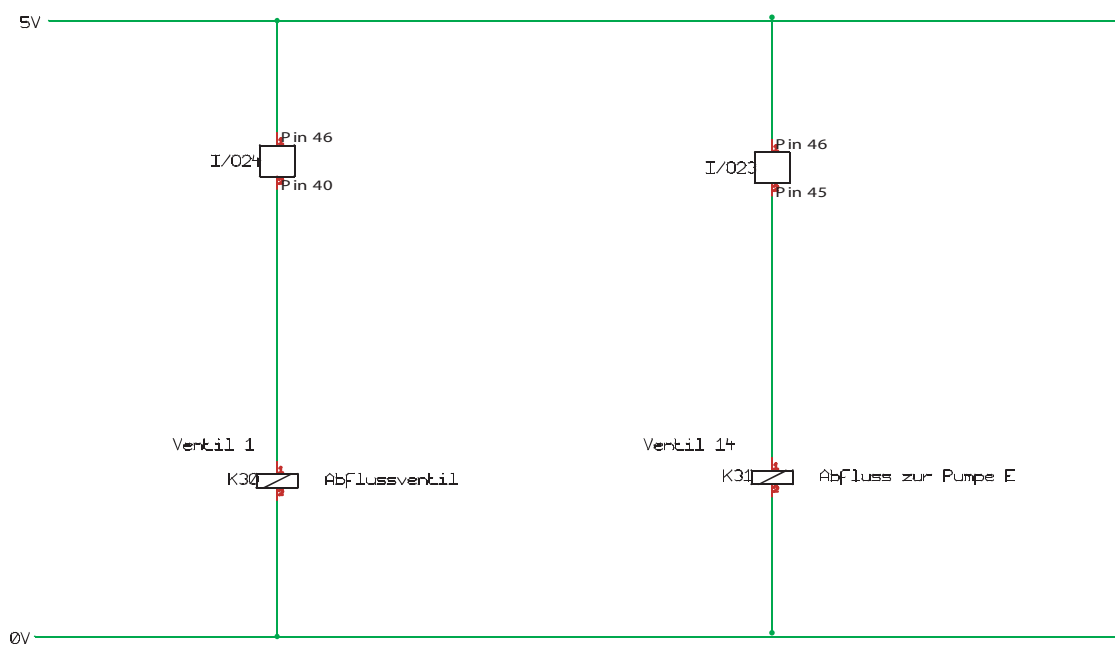 5V
Pin 46
I/O24
Pin 40
Pin 46
I/O23
Pin 45
Ventil 1
K30
Abflussventil
Ventil 14
K31
Abfluss zur Pumpe E
0V